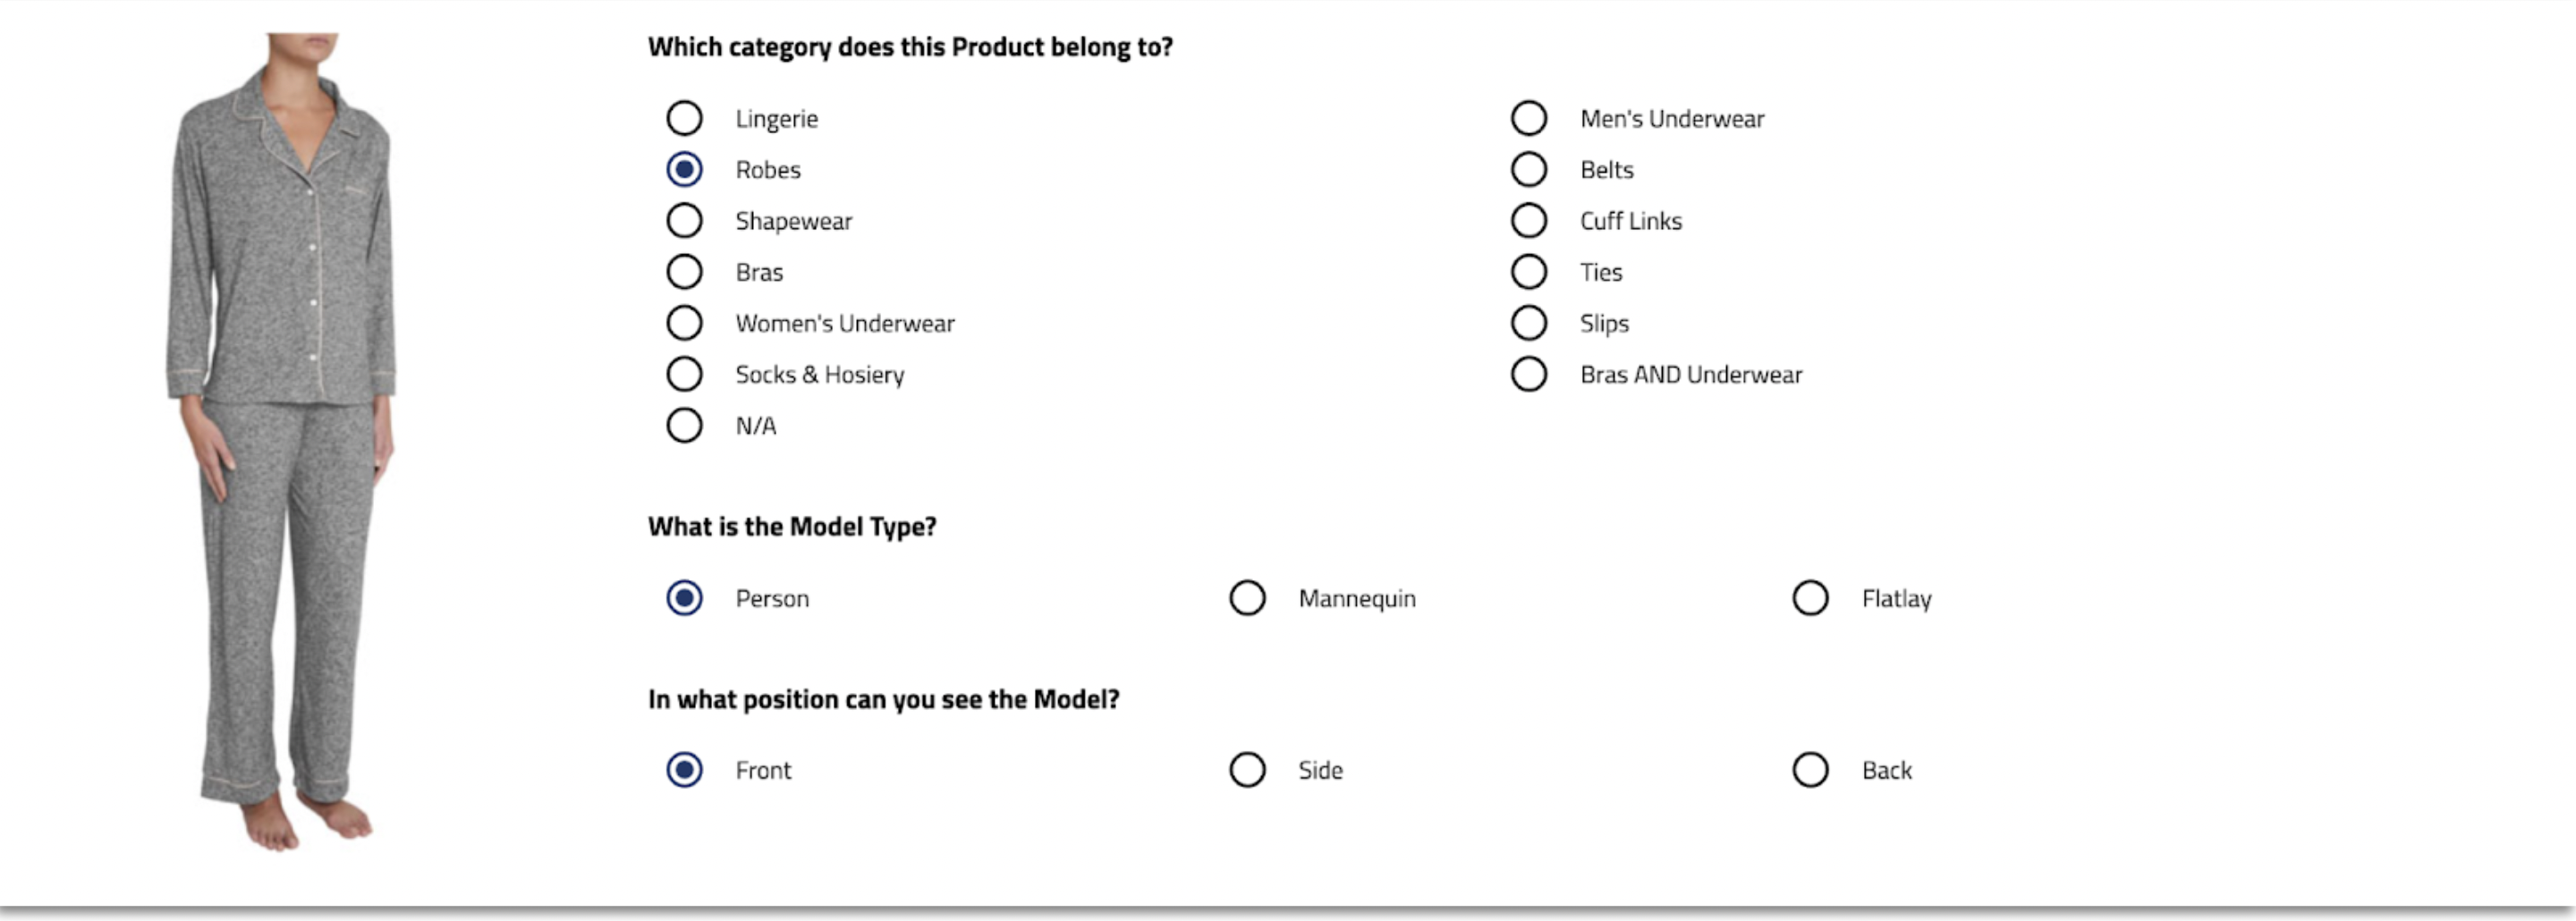 Which category does this Product belong to?
Lingerie
Robes
Shapewear
Bras
Women's Underwear
Socks & Hosiery
N/A
Men's Underwear
Belts
Cuff Links
Ties
Slips
Bras AND Underwear
What is the Model Type?
Person
Mannequin
Flatlay
In what position can you see the Model?
Front
Side
Back